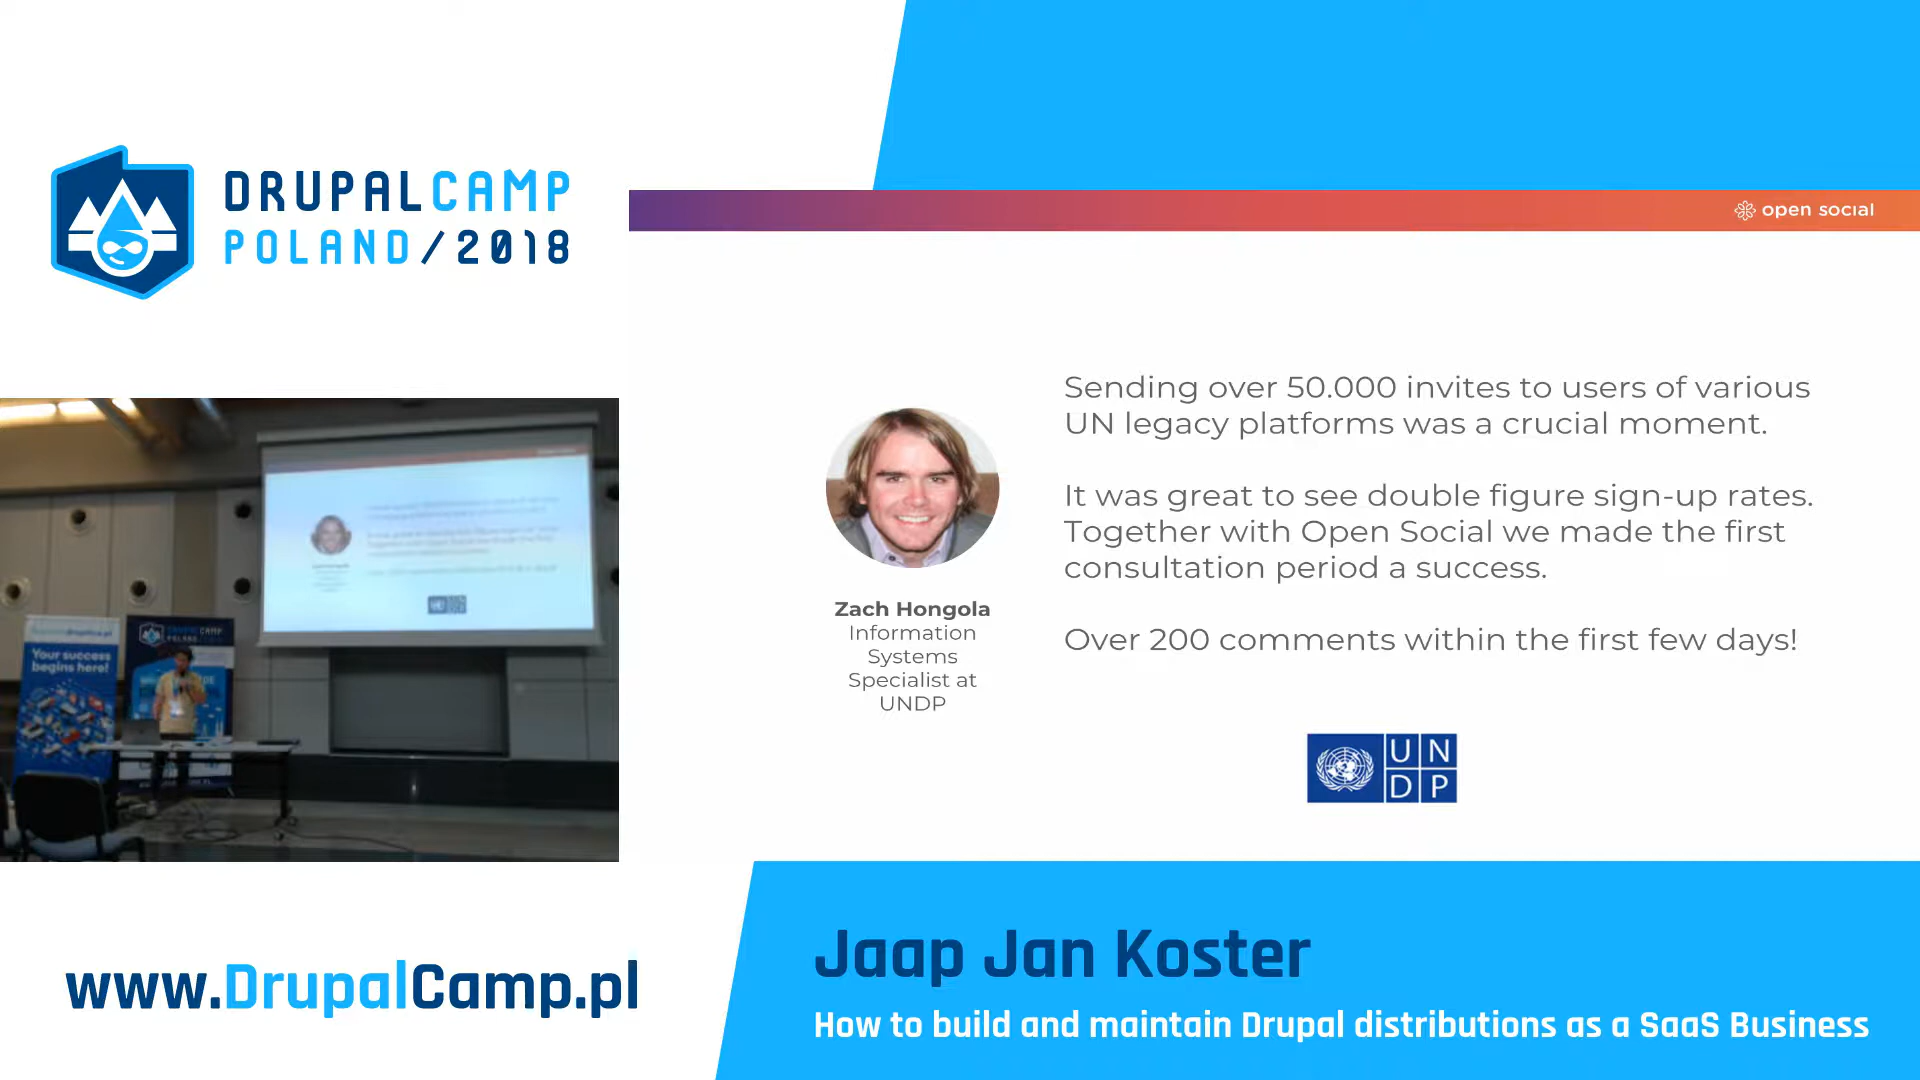 DRUPALCAMP
POLAND/2018
open social
Sending over 50.000 invites to users of various
UN legacy platforms was a crucial moment.
It was great to see double figure sign-up rates.
Together with Open Social we made the first
consultation period a success.
Over 200 comments within the first few days!
Zach Hongola
Information
Systems
Specialist at
UNDP
UN
DP
Your success
begins here!
DRUPALCAMP
POLAND
www.DrupalCamp.pl
Jaap Jan Koster
How to build and maintain Drupal distributions as a SaaS Business